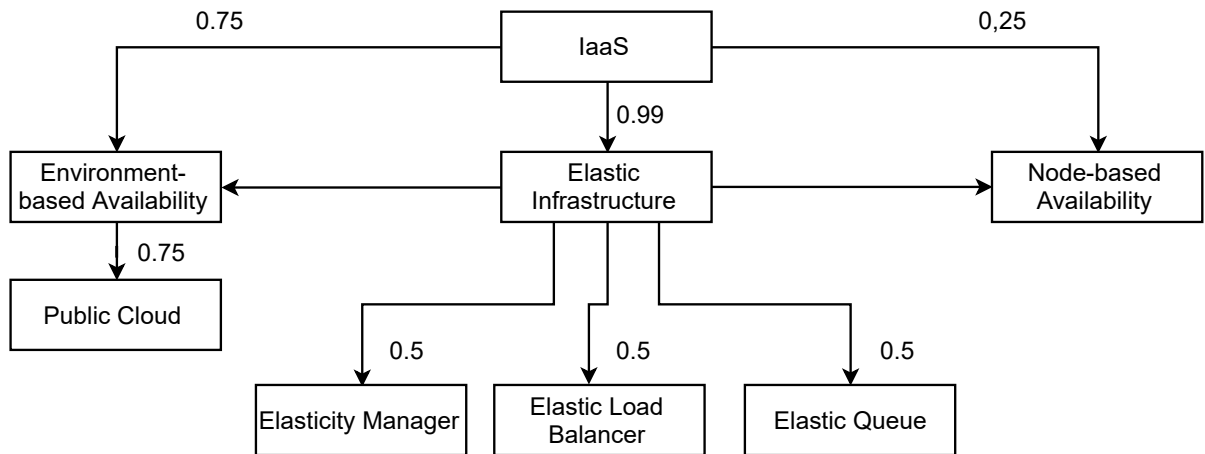 0.75
IaaS
0,25
0.99
Environment-
based Availability
Elastic
Infrastructure
Node-based
Availability
0.75
Public Cloud
0.5
0.5
0.5
Elasticity Manager
Elastic Load
Balancer
Elastic Queue